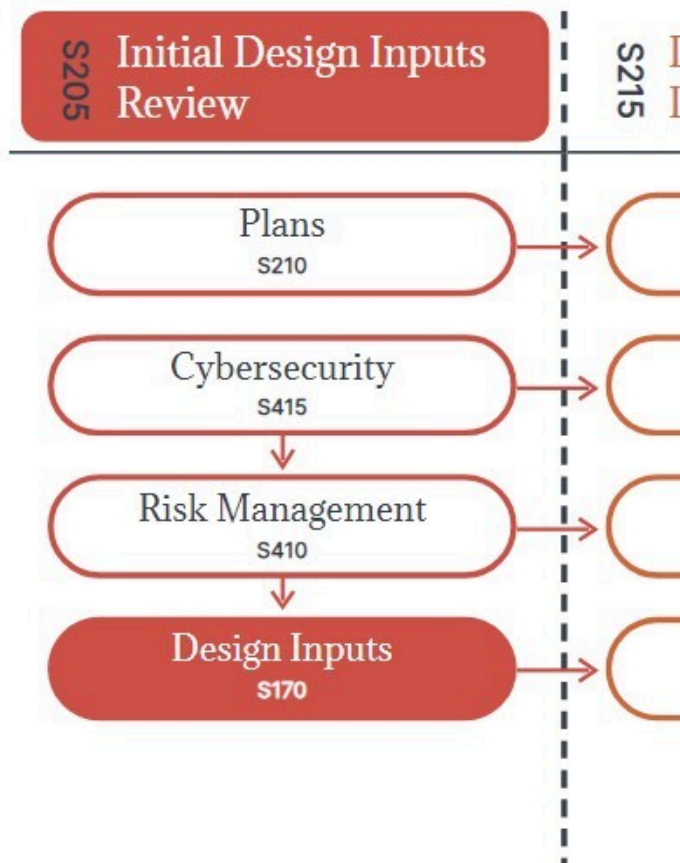 S205
Initial Design Inputs
Review
S215
Plans
S210
Cybersecurity
S415
Risk Management
S410
Design Inputs
S170